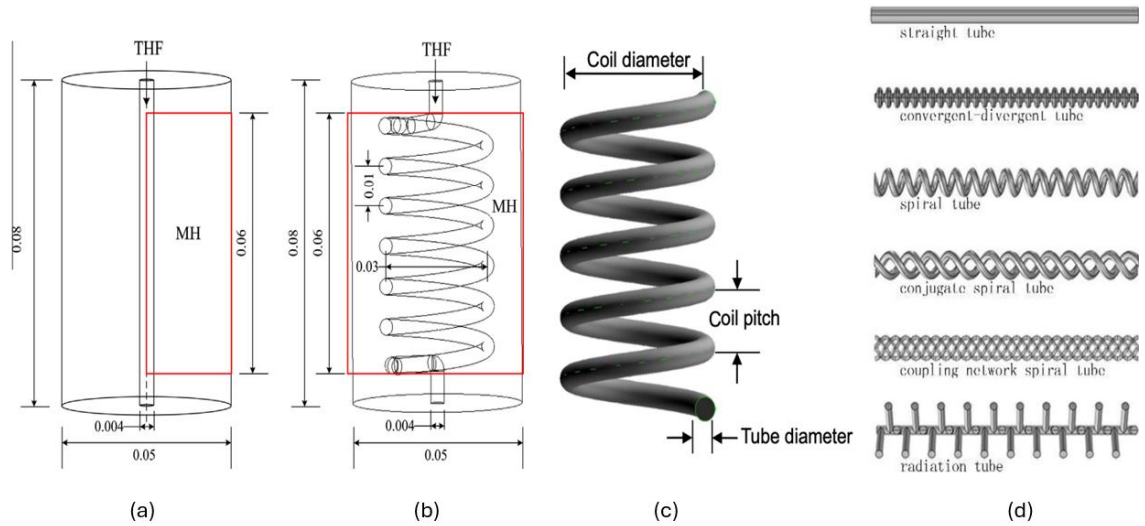 THF
0.08
MH
0.06
0.004
0.05
THF
0.08
0.06
0.01
MH
0.03
0.004
0.05
Coil diameter
Coil pitch
Tube diameter
straight tube
convergent-divergent tube
spiral tube
conjugate spiral tube
coupling network spiral tube
radiation tube
(a)
(b)
(c)
(d)